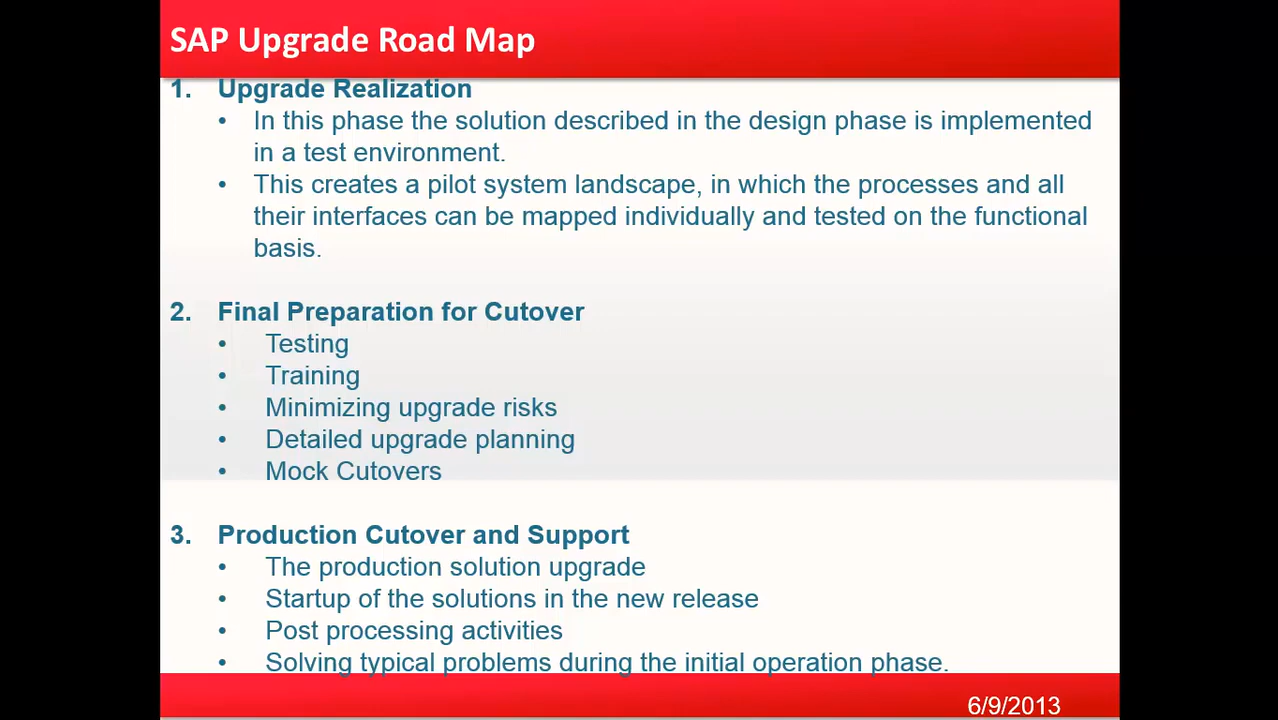 SAP Upgrade Road Map
1. Upgrade Realization
• In this phase the solution described in the design phase is implemented
in a test environment.
• This creates a pilot system landscape, in which the processes and all
their interfaces can be mapped individually and tested on the functional
basis.
2. Final Preparation for Cutover
• Testing
• Training
• Minimizing upgrade risks
• Detailed upgrade planning
• Mock Cutovers
3. Production Cutover and Support
• The production solution upgrade
• Startup of the solutions in the new release
• Post processing activities
• Solving typical problems during the initial operation phase.
6/9/2013